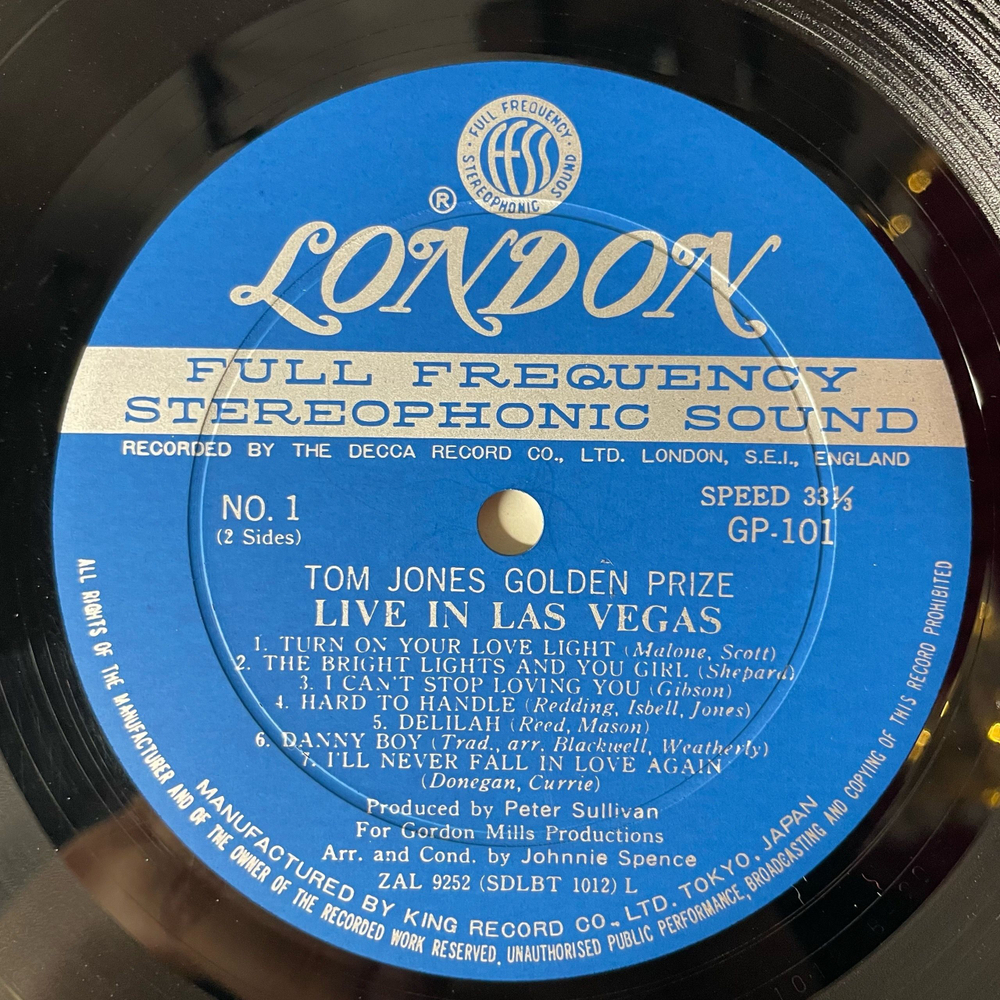 FULL FREQUENCY
STEREOPHONIC SOUND
FFSS
®
LONDON
FULL FREQUENCY
STEREOPHONIC SOUND
RECORDED BY THE DECCA RECORD CO., LTD. LONDON, S.E.I., ENGLAND
NO. 1
(2 Sides)
SPEED 33⅓
GP-101
TOM JONES GOLDEN PRIZE
LIVE IN LAS VEGAS
1. TURN ON YOUR LOVE LIGHT (Malone, Scott)
2. THE BRIGHT LIGHTS AND YOU GIRL (Shepard)
3. I CAN'T STOP LOVING YOU (Gibson)
4. HARD TO HANDLE (Redding, Isbell, Jones)
5. DELILAH (Reed, Mason)
6. DANNY BOY (Trad., arr. Blackwell, Weatherly)
7. I'LL NEVER FALL IN LOVE AGAIN
(Donegan, Currie)
Produced by Peter Sullivan
For Gordon Mills Productions
Arr. and Cond. by Johnnie Spence
ZAL 9252 (SDLBT 1012) L
MANUFACTURED BY KING RECORD CO., LTD. TOKYO, JAPAN
ALL RIGHTS OF THE MANUFACTURER AND OF THE OWNER OF THE RECORDED WORK RESERVED, UNAUTHORISED PUBLIC PERFORMANCE, BROADCASTING AND COPYING OF THIS RECORD PROHIBITED